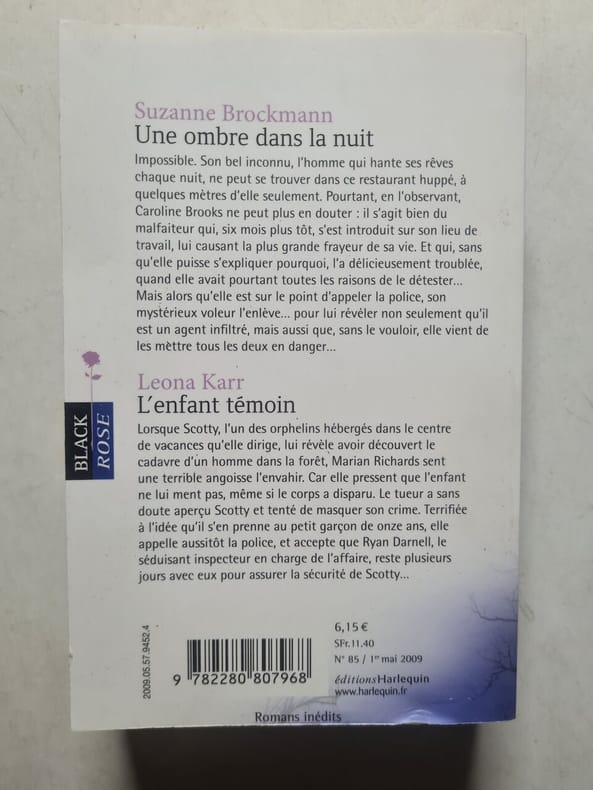 Suzanne Brockmann
Une ombre dans la nuit
Impossible. Son bel inconnu, l'homme qui hante ses rêves
chaque nuit, ne peut se trouver dans ce restaurant huppé, à
quelques mètres d'elle seulement. Pourtant, en l'observant,
Caroline Brooks ne peut plus en douter : il s'agit bien du
malfaiteur qui, six mois plus tôt, s'est introduit sur son lieu de
travail, lui causant la plus grande frayeur de sa vie. Et qui, sans
qu'elle puisse s'expliquer pourquoi, l'a délicieusement troublée,
quand elle avait pourtant toutes les raisons de le détester...
Mais alors qu'elle est sur le point d'appeler la police, son
mystérieux voleur l'enlève... pour lui révéler non seulement qu'il
est un agent infiltré, mais aussi que, sans le vouloir, elle vient de
les mettre tous les deux en danger...
Leona Karr
L'enfant témoin
Lorsque Scotty, l'un des orphelins hébergés dans le centre
de vacances qu'elle dirige, lui révèle avoir découvert le
cadavre d'un homme dans la forêt, Marian Richards sent
une terrible angoisse l'envahir. Car elle pressent que l'enfant
ne lui ment pas, même si le corps a disparu. Le tueur a sans
doute aperçu Scotty et tenté de masquer son crime. Terrifiée
à l'idée qu'il s'en prenne au petit garçon de onze ans, elle
appelle aussitôt la police, et accepte que Ryan Darnell, le
séduisant inspecteur en charge de l'affaire, reste plusieurs
jours avec eux pour assurer la sécurité de Scotty...
BLACK
ROSE
2009.05.57.9452.4
9 782280 807968
6,15 €
SFr.11.40
N° 85 / 1er mai 2009
éditionsHarlequin
www.harlequin.fr
Romans inédits